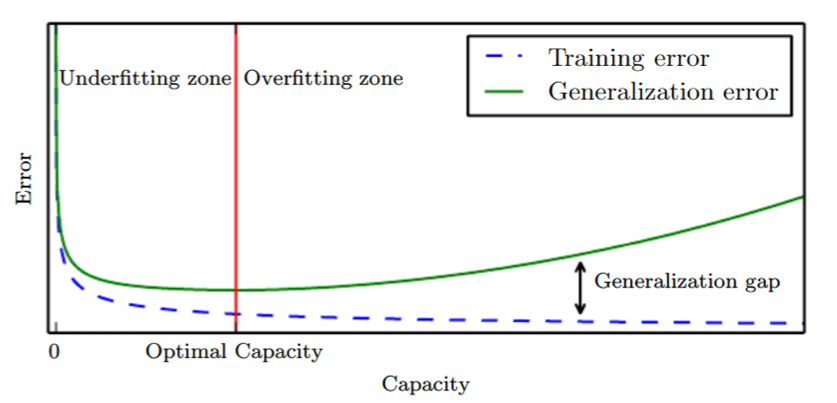 Training error
Generalization error
Underfitting zone
Overfitting zone
Error
Generalization gap
0
Optimal Capacity
Capacity